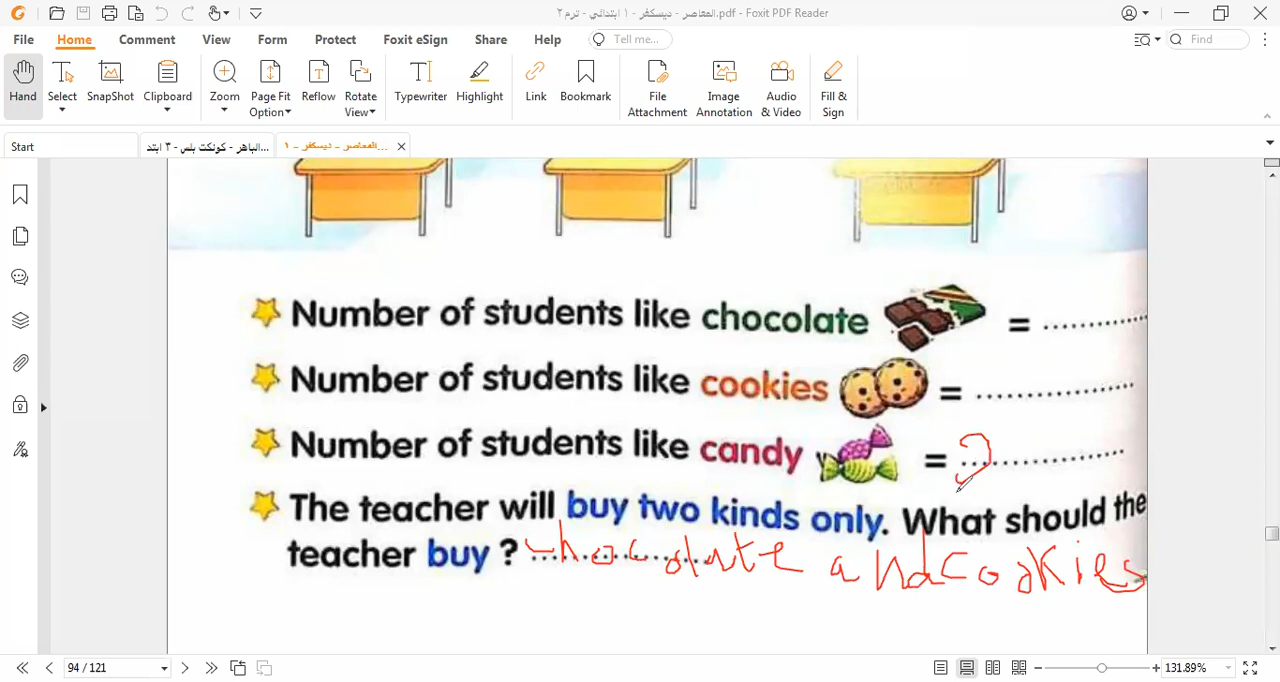 المعاصر - ديسكفر - ١ ابتدائي - ترم ٢.pdf - Foxit PDF Reader
File Home Comment View Form Protect Foxit eSign Share Help Tell me... Find
Hand Select SnapShot Clipboard Zoom Page Fit Option Reflow Rotate View Typewriter Highlight Link Bookmark File Attachment Image Annotation Audio & Video Fill & Sign
Start الباهر - كونكت بلس - ٣ ابتد... المعاصر - ديسكفر - ١...
Number of students like chocolate = ..........
Number of students like cookies = ..........
Number of students like candy = ..........
The teacher will buy two kinds only. What should the
teacher buy ? chocolate and cookies
94 / 121 131.89%